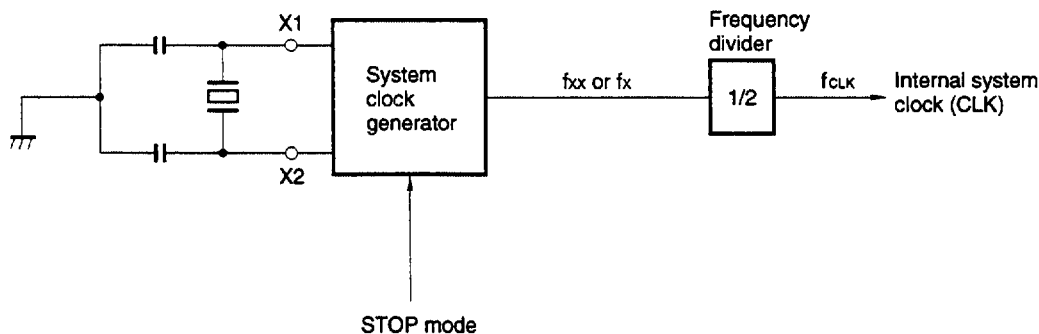 X1
X2
System
clock
generator
STOP mode
fXX or fX
Frequency
divider
1/2
fCLK
Internal system
clock (CLK)